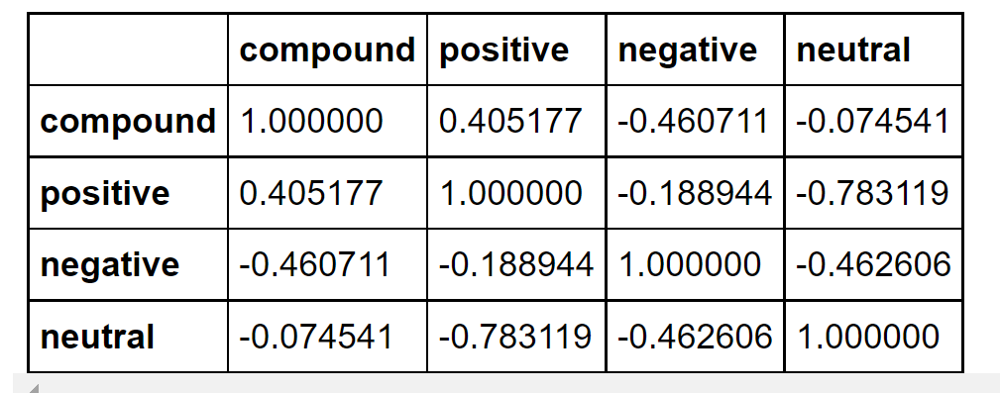 compound positive negative neutral
compound 1.000000 0.405177 -0.460711 -0.074541
positive 0.405177 1.000000 -0.188944 -0.783119
negative -0.460711 -0.188944 1.000000 -0.462606
neutral -0.074541 -0.783119 -0.462606 1.000000